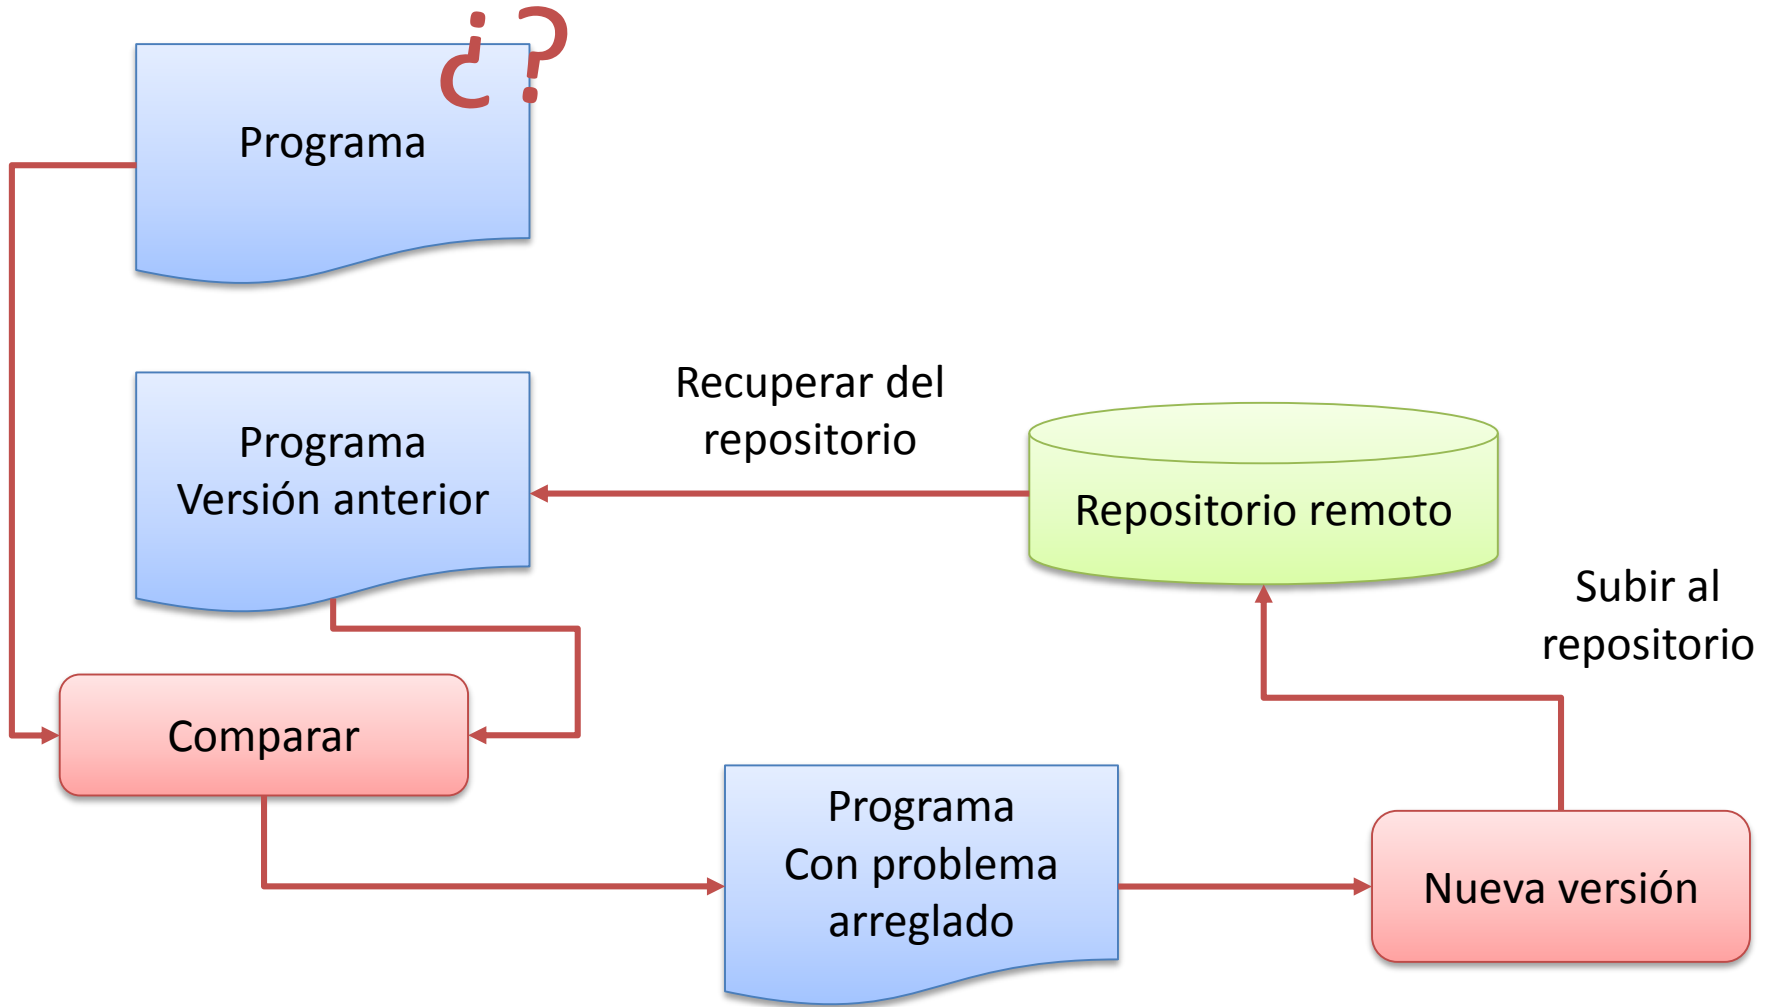 ¿?
Programa
Recuperar del
repositorio
Programa
Versión anterior
Repositorio remoto
Subir al
repositorio
Comparar
Programa
Con problema
arreglado
Nueva versión